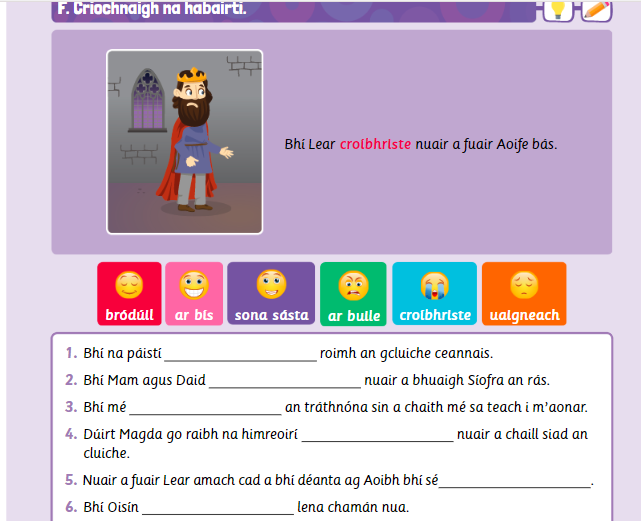 F. Críochnaigh na habairtí.
Bhí Lear croíbhriste nuair a fuair Aoife bás.
bródúil
ar bís
sona sásta
ar buile
croíbhriste
uaigneach
1. Bhí na páistí ____________ roimh an gcluiche ceannais.
2. Bhí Mam agus Daid ____________ nuair a bhuaigh Síofra an rás.
3. Bhí mé ____________ an tráthnóna sin a chaith mé sa teach i m'aonar.
4. Dúirt Magda go raibh na himreoirí ____________ nuair a chaill siad an
cluiche.
5. Nuair a fuair Lear amach cad a bhí déanta ag Aoibh bhí sé____________.
6. Bhí Oisín ____________ lena chamán nua.